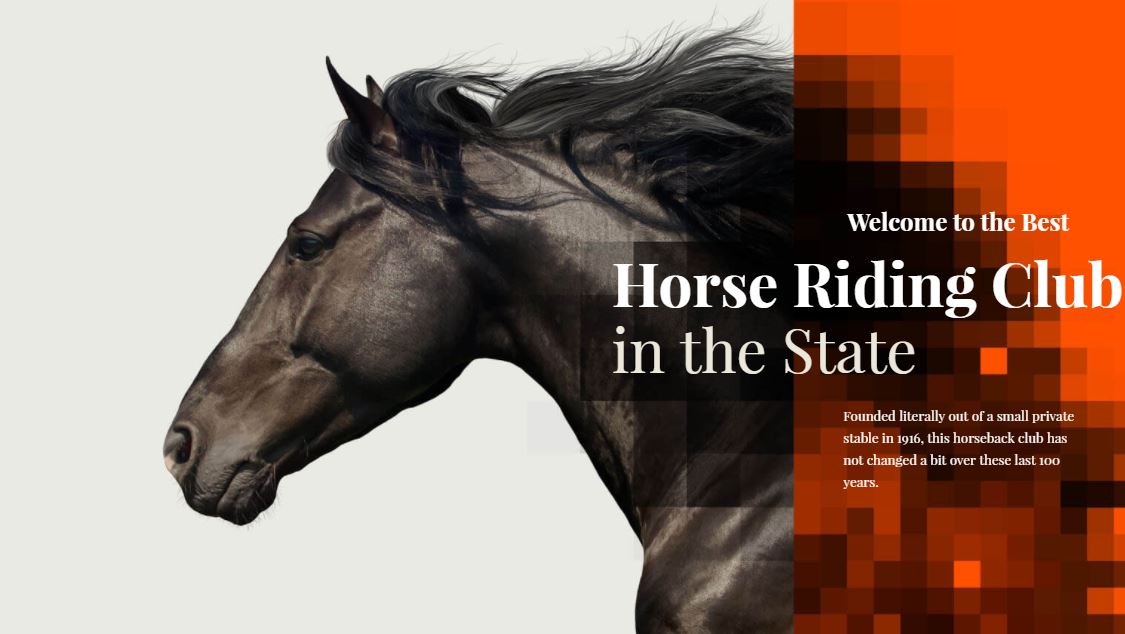 Welcome to the Best
Horse Riding Club
in the State
Founded literally out of a small private
stable in 1916, this horseback club has
not changed a bit over these last 100
years.